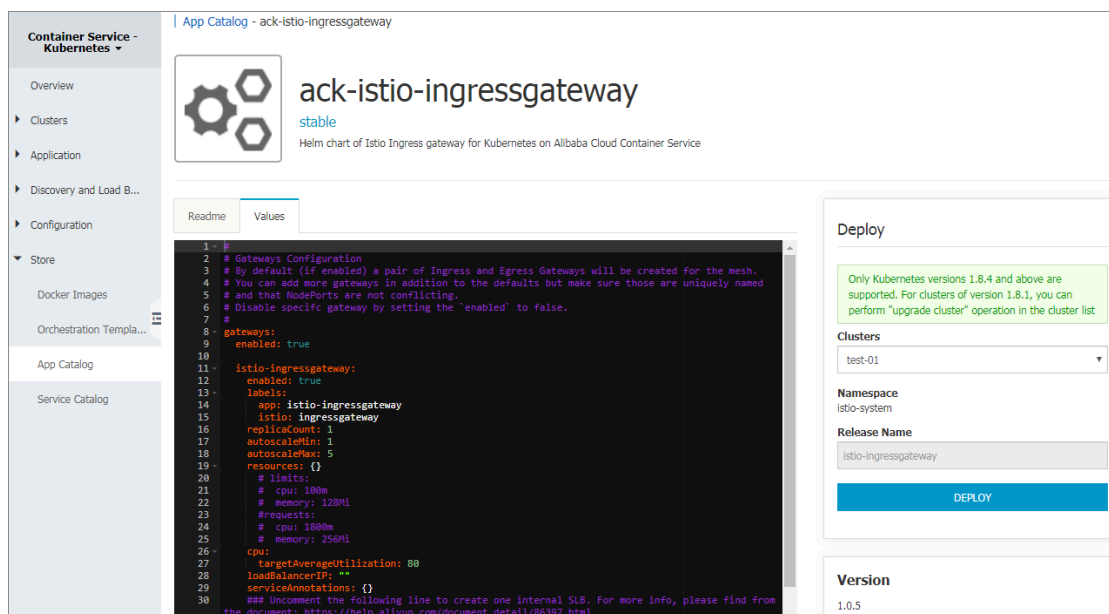 Container Service -
Kubernetes
Overview
Clusters
Application
Discovery and Load B...
Configuration
Store
Docker Images
Orchestration Templa...
App Catalog
Service Catalog
App Catalog - ack-istio-ingressgateway
ack-istio-ingressgateway
stable
Helm chart of Istio Ingress gateway for Kubernetes on Alibaba Cloud Container Service
Readme
Values
1 #
2 # Gateways Configuration
3 # By default (if enabled) a pair of Ingress and Egress Gateways will be created for the mesh.
4 # You can add more gateways in addition to the defaults but make sure those are uniquely named
5 # and that NodePorts are not conflicting.
6 # Disable specifc gateway by setting the `enabled` to false.
7 #
8 gateways:
9 enabled: true
10
11 istio-ingressgateway:
12 enabled: true
13 labels:
14 app: istio-ingressgateway
15 istio: ingressgateway
16 replicaCount: 1
17 autoscaleMin: 1
18 autoscaleMax: 5
19 resources: {}
20 # limits:
21 # cpu: 100m
22 # memory: 128Mi
23 #requests:
24 # cpu: 1800m
25 # memory: 256Mi
26 cpu:
27 targetAverageUtilization: 80
28 loadBalancerIP: ""
29 serviceAnnotations: {}
30 ### Uncomment the following line to create one internal SLB. For more info, please find from
the document: https://help.aliyun.com/document_detail/86397.html
Deploy
Only Kubernetes versions 1.8.4 and above are
supported. For clusters of version 1.8.1, you can
perform "upgrade cluster" operation in the cluster list
Clusters
test-01
Namespace
istio-system
Release Name
istio-ingressgateway
DEPLOY
Version
1.0.5